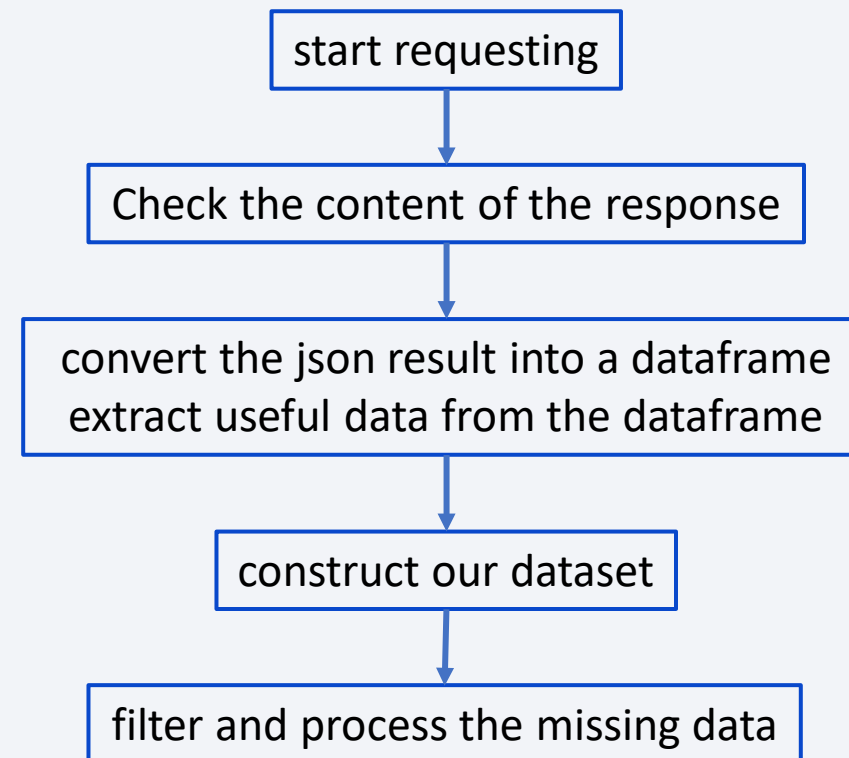 start requesting
Check the content of the response
convert the json result into a dataframe
extract useful data from the dataframe
construct our dataset
filter and process the missing data